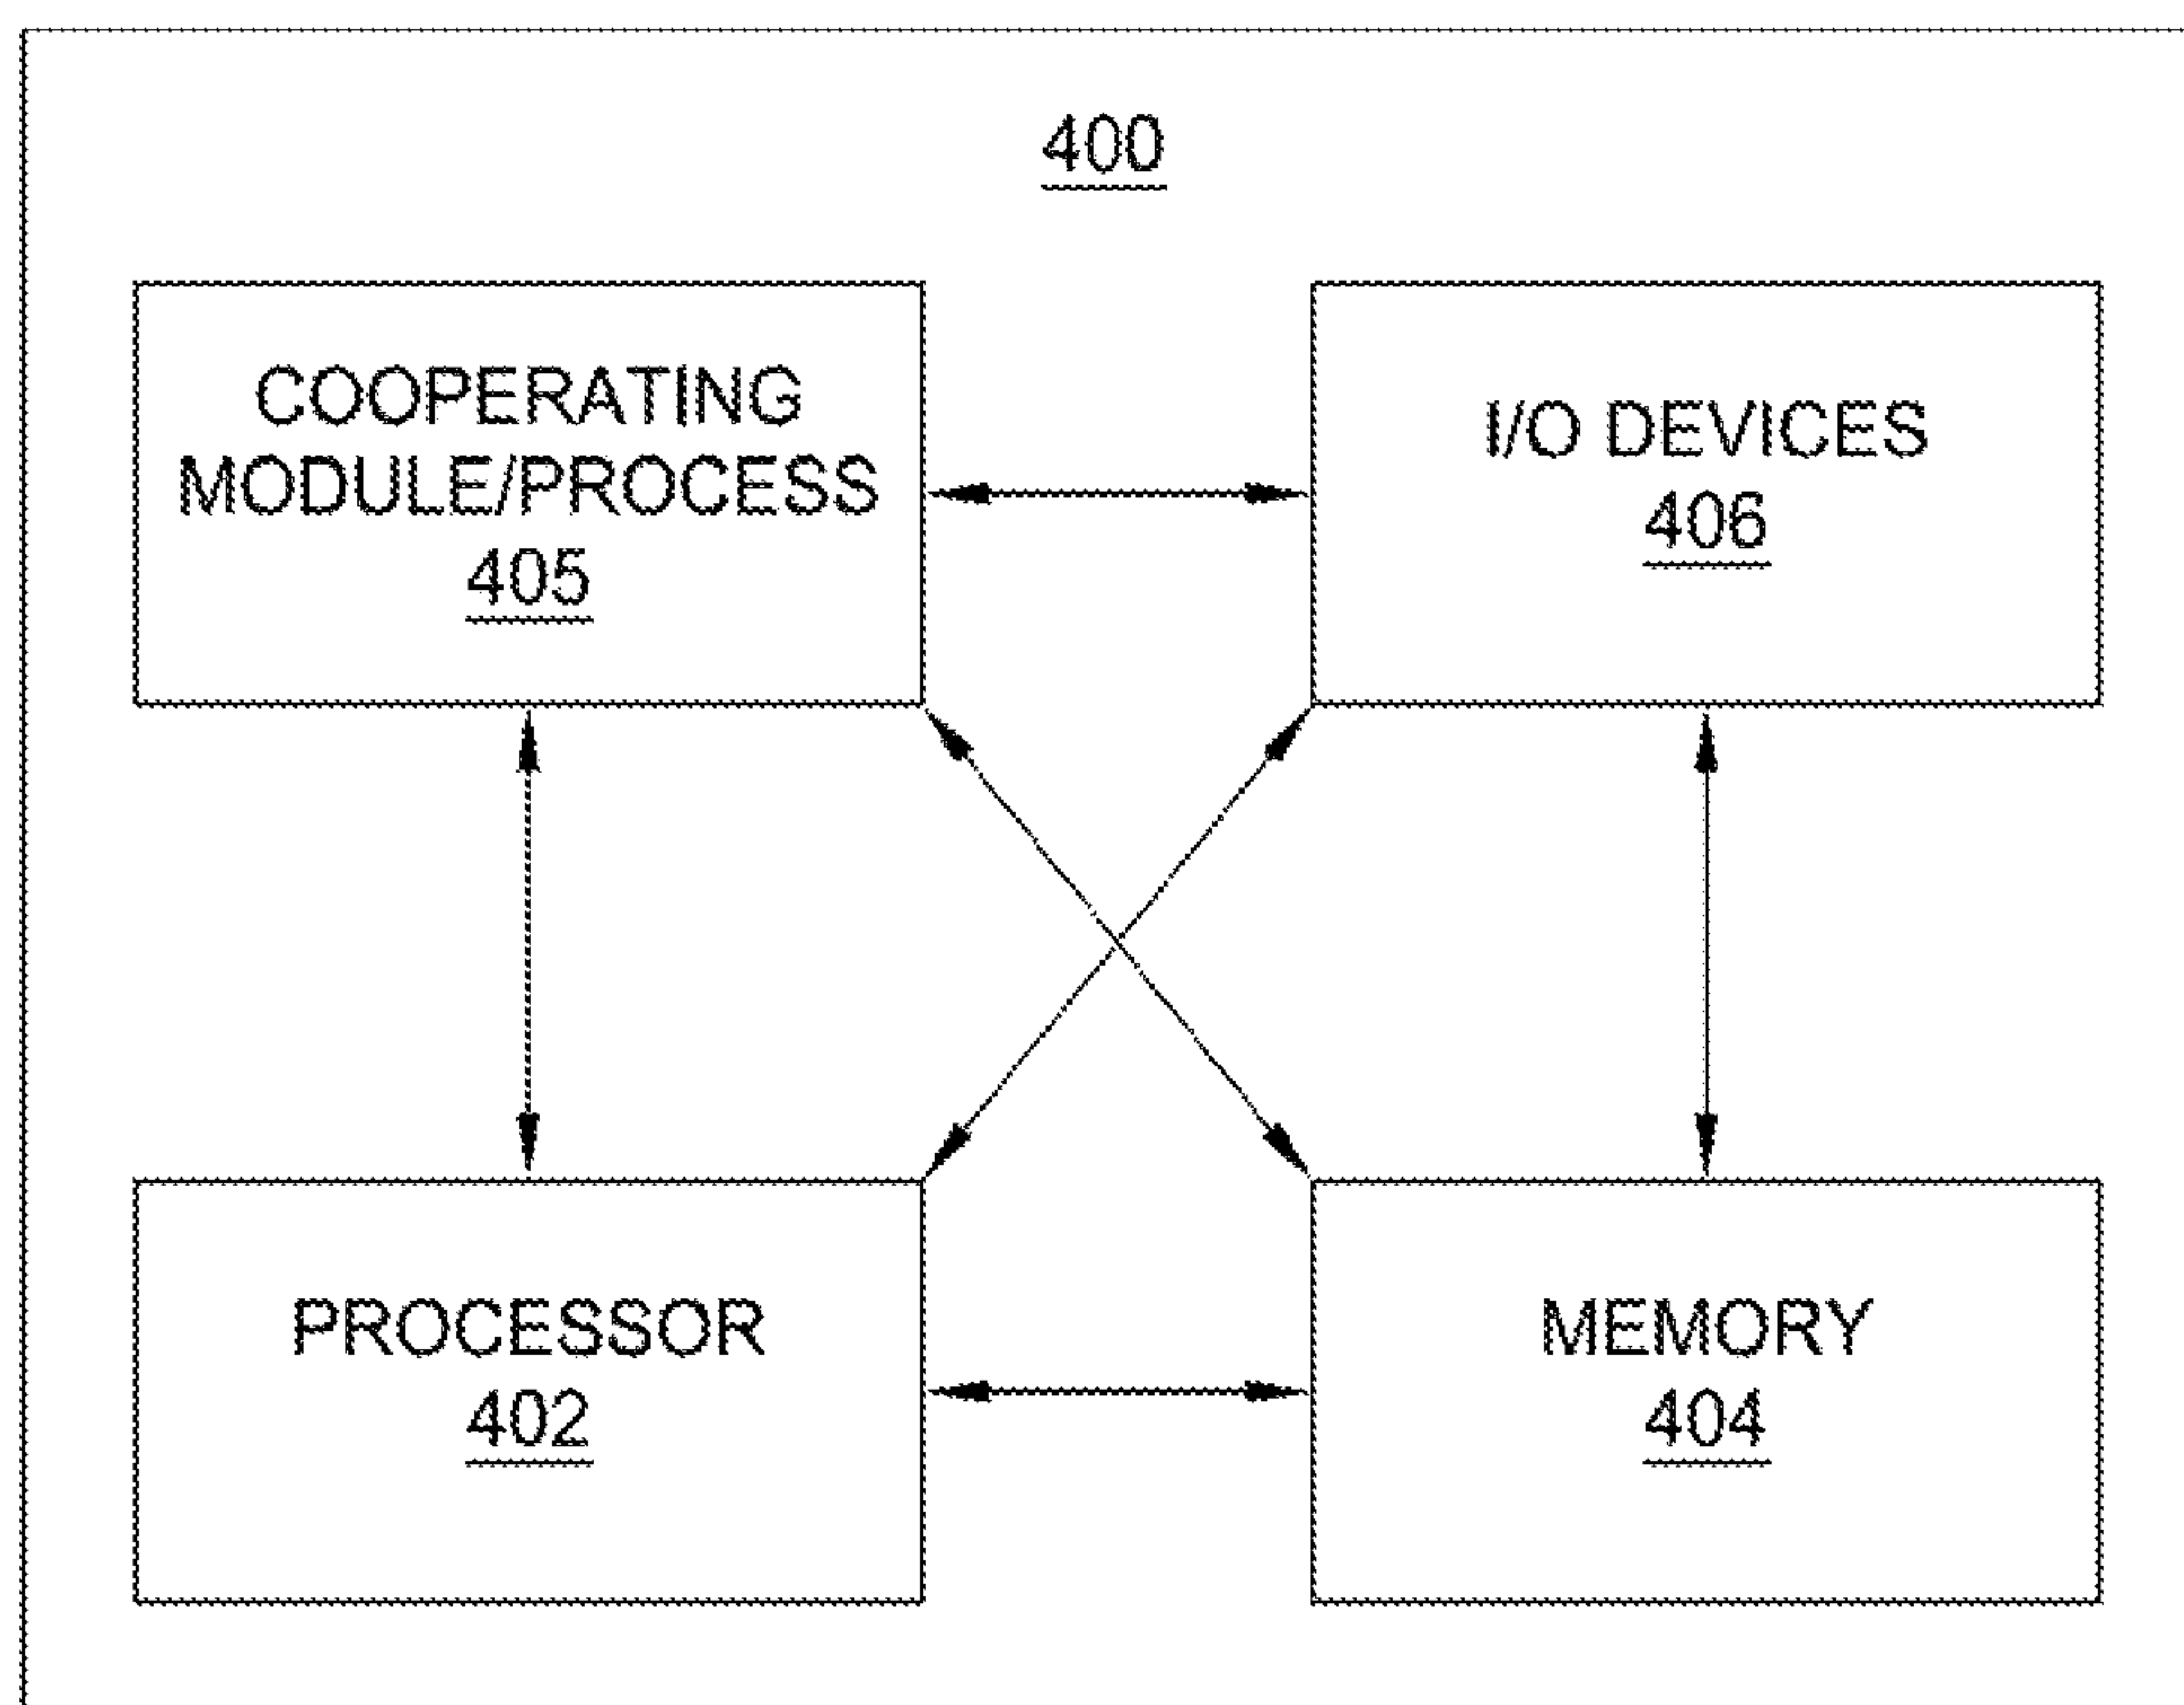 400
COOPERATING
MODULE/PROCESS
405
I/O DEVICES
406
PROCESSOR
402
MEMORY
404